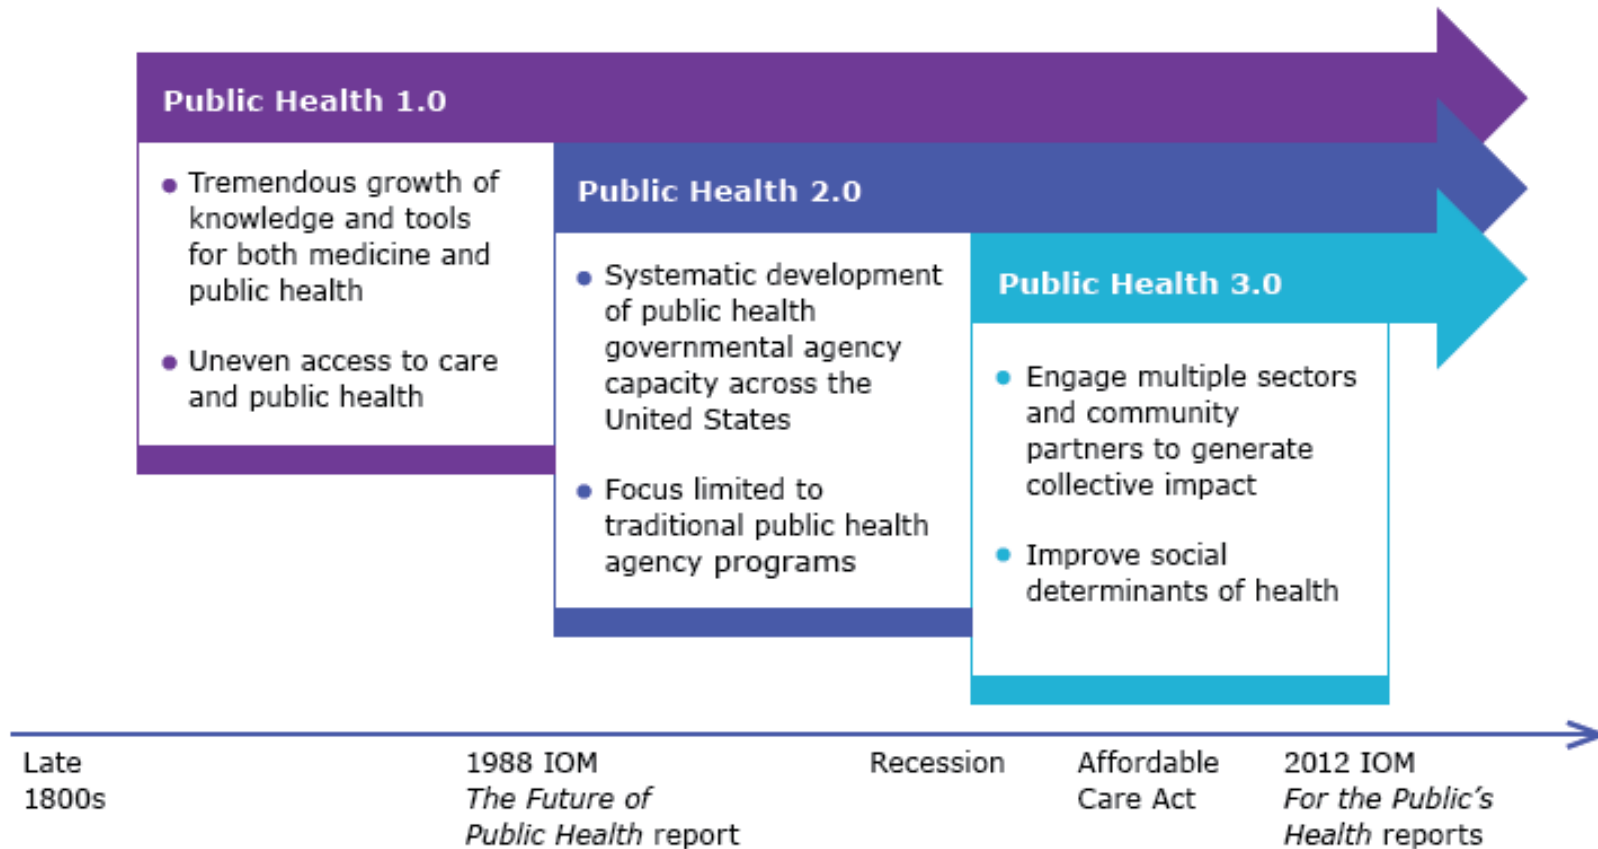 Public Health 1.0
• Tremendous growth of
knowledge and tools
for both medicine and
public health
• Uneven access to care
and public health
Public Health 2.0
• Systematic development
of public health
governmental agency
capacity across the
United States
• Focus limited to
traditional public health
agency programs
Public Health 3.0
• Engage multiple sectors
and community
partners to generate
collective impact
• Improve social
determinants of health
Late
1800s
1988 IOM
The Future of
Public Health report
Recession
Affordable
Care Act
2012 IOM
For the Public's
Health reports